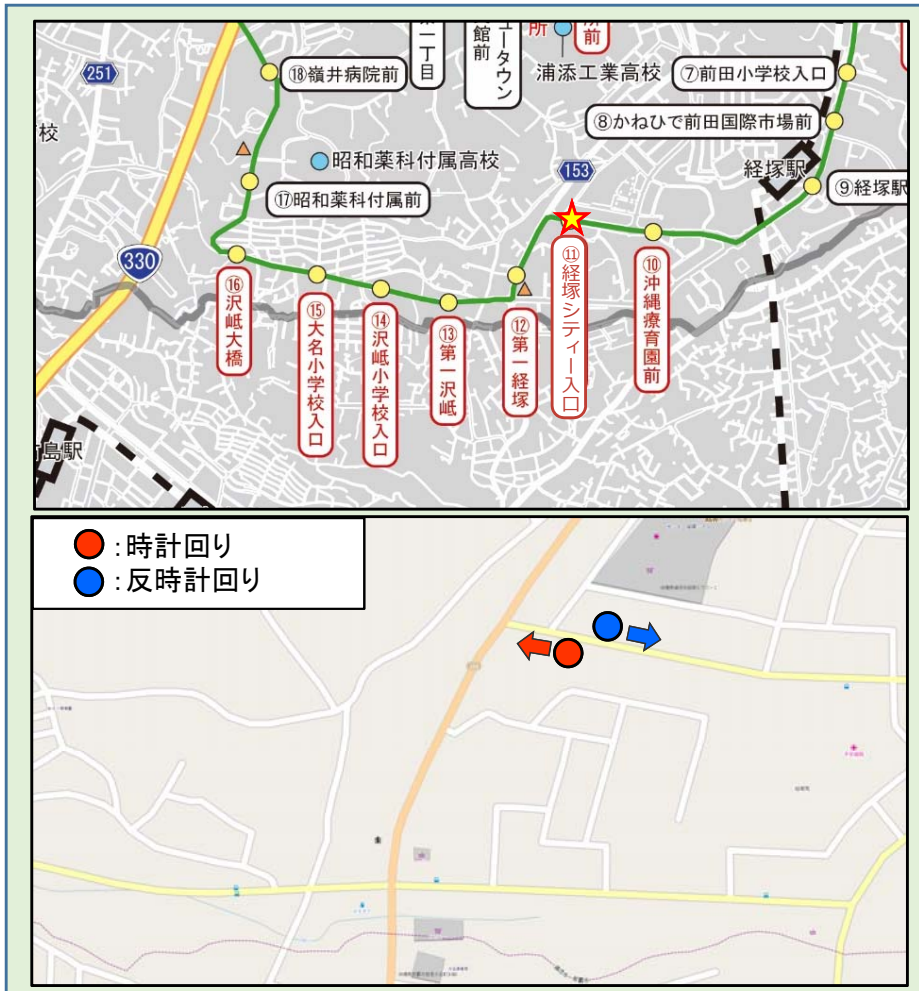 251
校
⑱嶺井病院前
第一丁目
館前
ュータウン
所
所前
浦添工業高校
⑦前田小学校入口
⑧かねひで前田国際市場前
昭和薬科付属高校
153
経塚駅
⑰昭和薬科付属前
⑨経塚駅
330
⑯沢岻大橋
⑮大名小学校入口
⑭沢岻小学校入口
⑬第一沢岻
⑫第一経塚
⑪経塚シティー入口
⑩沖縄療育園前
島駅
:時計回り
:反時計回り